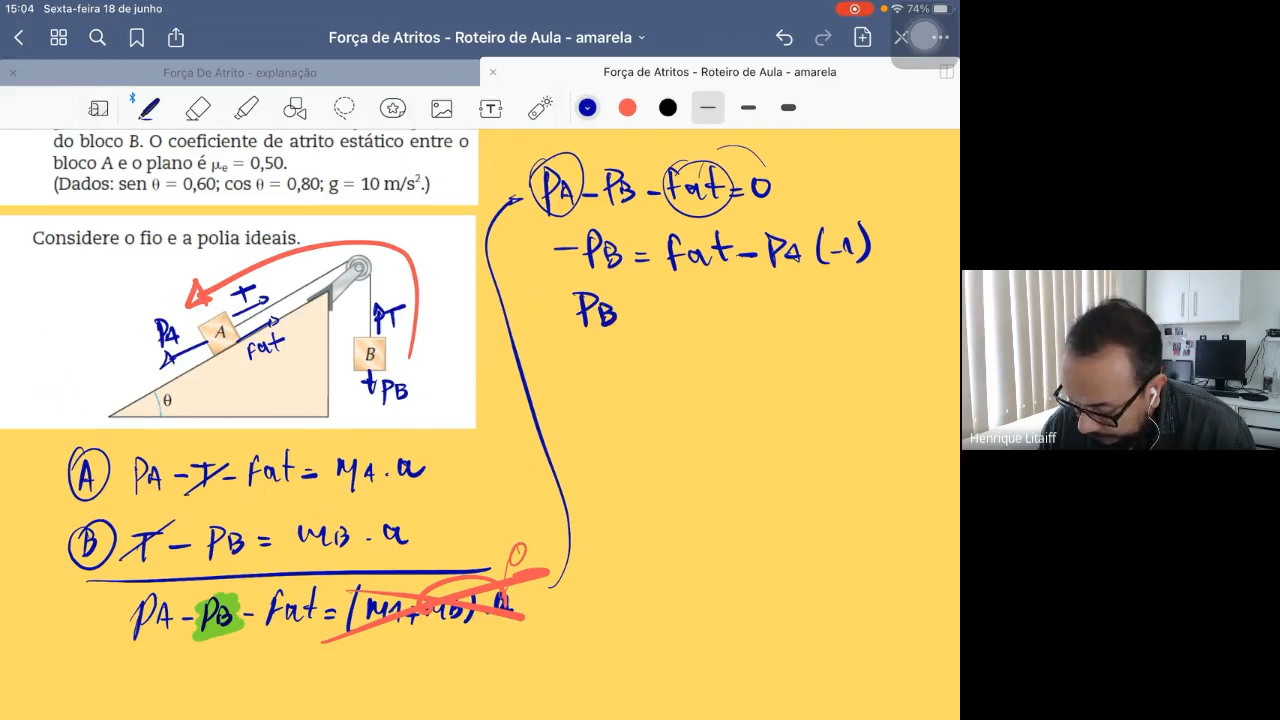 15:04 Sexta-feira 18 de junho
74%
Força de Atritos - Roteiro de Aula - amarela
Força De Atrito - explanação
Força de Atritos - Roteiro de Aula - amarela
do bloco B. O coeficiente de atrito estático entre o
bloco A e o plano é μe = 0,50.
(Dados: sen θ = 0,60; cos θ = 0,80; g = 10 m/s².)
Considere o fio e a polia ideais.
T
PA
A
fat
PT
B
PB
θ
A PA - T - fat = mA . a
B T - PB = mB . a
PA - PB - fat = (mA + mB) . a
0
PA - PB - fat = 0
-PB = fat - PA (-1)
PB
Henrique Litaiff